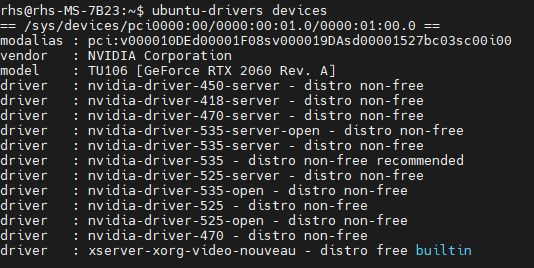 rhs@rhs-MS-7B23:~$ ubuntu-drivers devices
== /sys/devices/pci0000:00/0000:00:01.0/0000:01:00.0 ==
modalias : pci:v000010DEd00001F08sv000019DAsd00001527bc03sc00i00
vendor   : NVIDIA Corporation
model    : TU106 [GeForce RTX 2060 Rev. A]
driver   : nvidia-driver-450-server - distro non-free
driver   : nvidia-driver-418-server - distro non-free
driver   : nvidia-driver-470-server - distro non-free
driver   : nvidia-driver-535-server-open - distro non-free
driver   : nvidia-driver-535-server - distro non-free
driver   : nvidia-driver-535 - distro non-free recommended
driver   : nvidia-driver-525-server - distro non-free
driver   : nvidia-driver-535-open - distro non-free
driver   : nvidia-driver-525 - distro non-free
driver   : nvidia-driver-525-open - distro non-free
driver   : nvidia-driver-470 - distro non-free
driver   : xserver-xorg-video-nouveau - distro free builtin